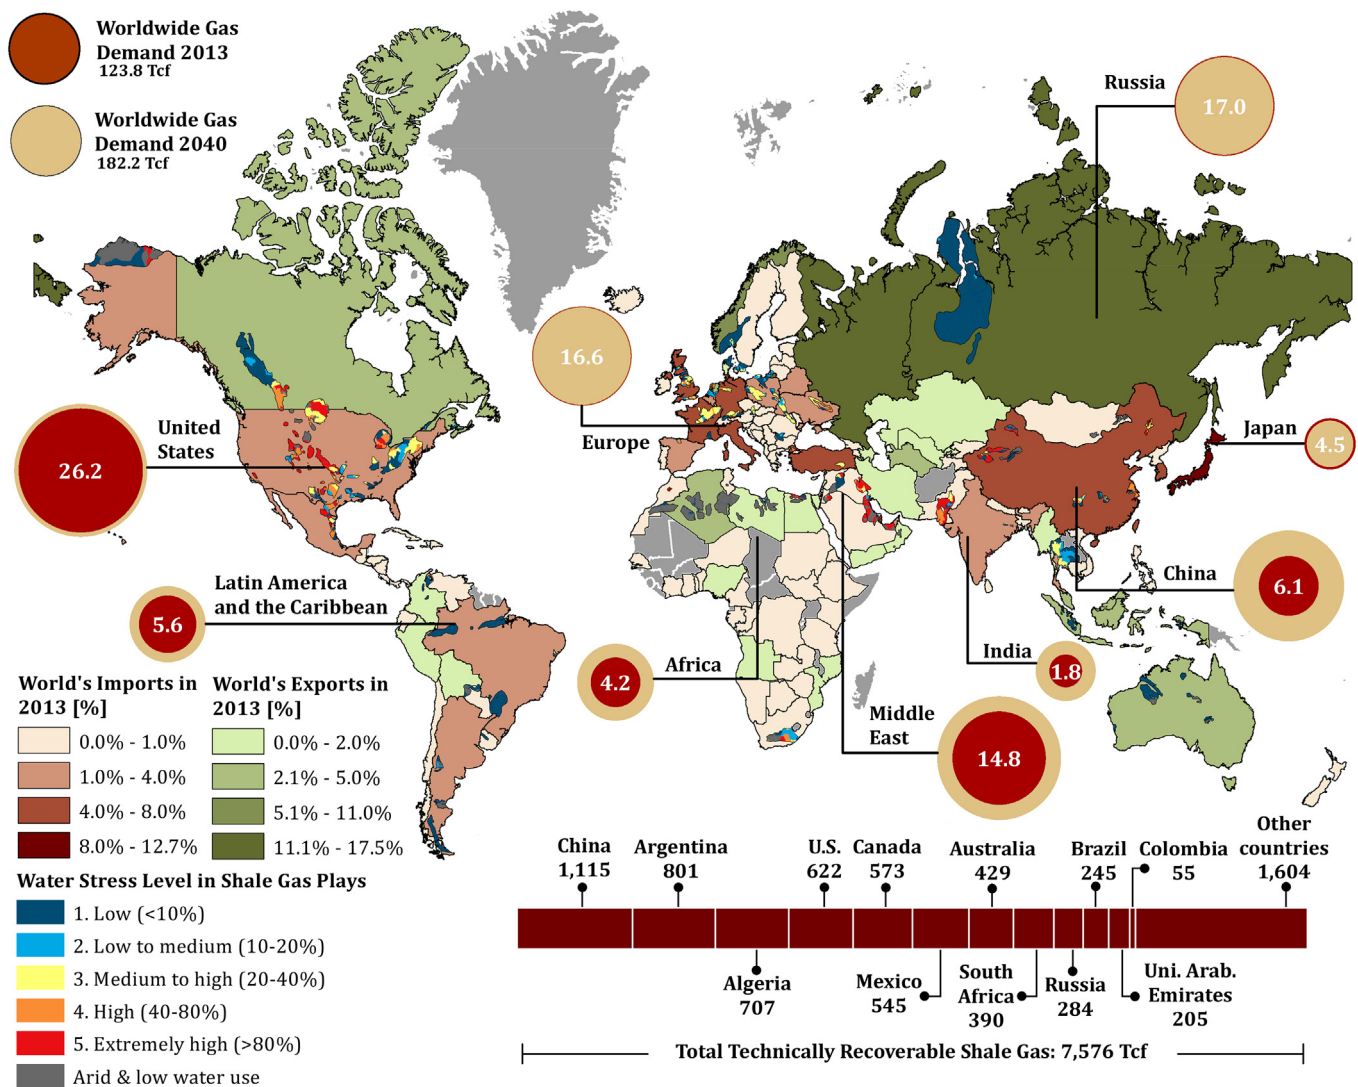 Worldwide Gas
Demand 2013
123.8 Tcf
Worldwide Gas
Demand 2040
182.2 Tcf
Russia
17.0
16.6
Europe
United
States
26.2
Japan
4.5
Latin America
and the Caribbean
5.6
China
6.1
India
1.8
Africa
4.2
Middle
East
14.8
World's Imports in
2013 [%]
0.0% - 1.0%
1.0% - 4.0%
4.0% - 8.0%
8.0% - 12.7%
World's Exports in
2013 [%]
0.0% - 2.0%
2.1% - 5.0%
5.1% - 11.0%
11.1% - 17.5%
Water Stress Level in Shale Gas Plays
1. Low (<10%)
2. Low to medium (10-20%)
3. Medium to high (20-40%)
4. High (40-80%)
5. Extremely high (>80%)
Arid & low water use
China
1,115
Argentina
801
U.S.
622
Canada
573
Australia
429
Brazil
245
Colombia
55
Other
countries
1,604
Algeria
707
Mexico
545
South
Africa
390
Russia
284
Uni. Arab.
Emirates
205
Total Technically Recoverable Shale Gas: 7,576 Tcf